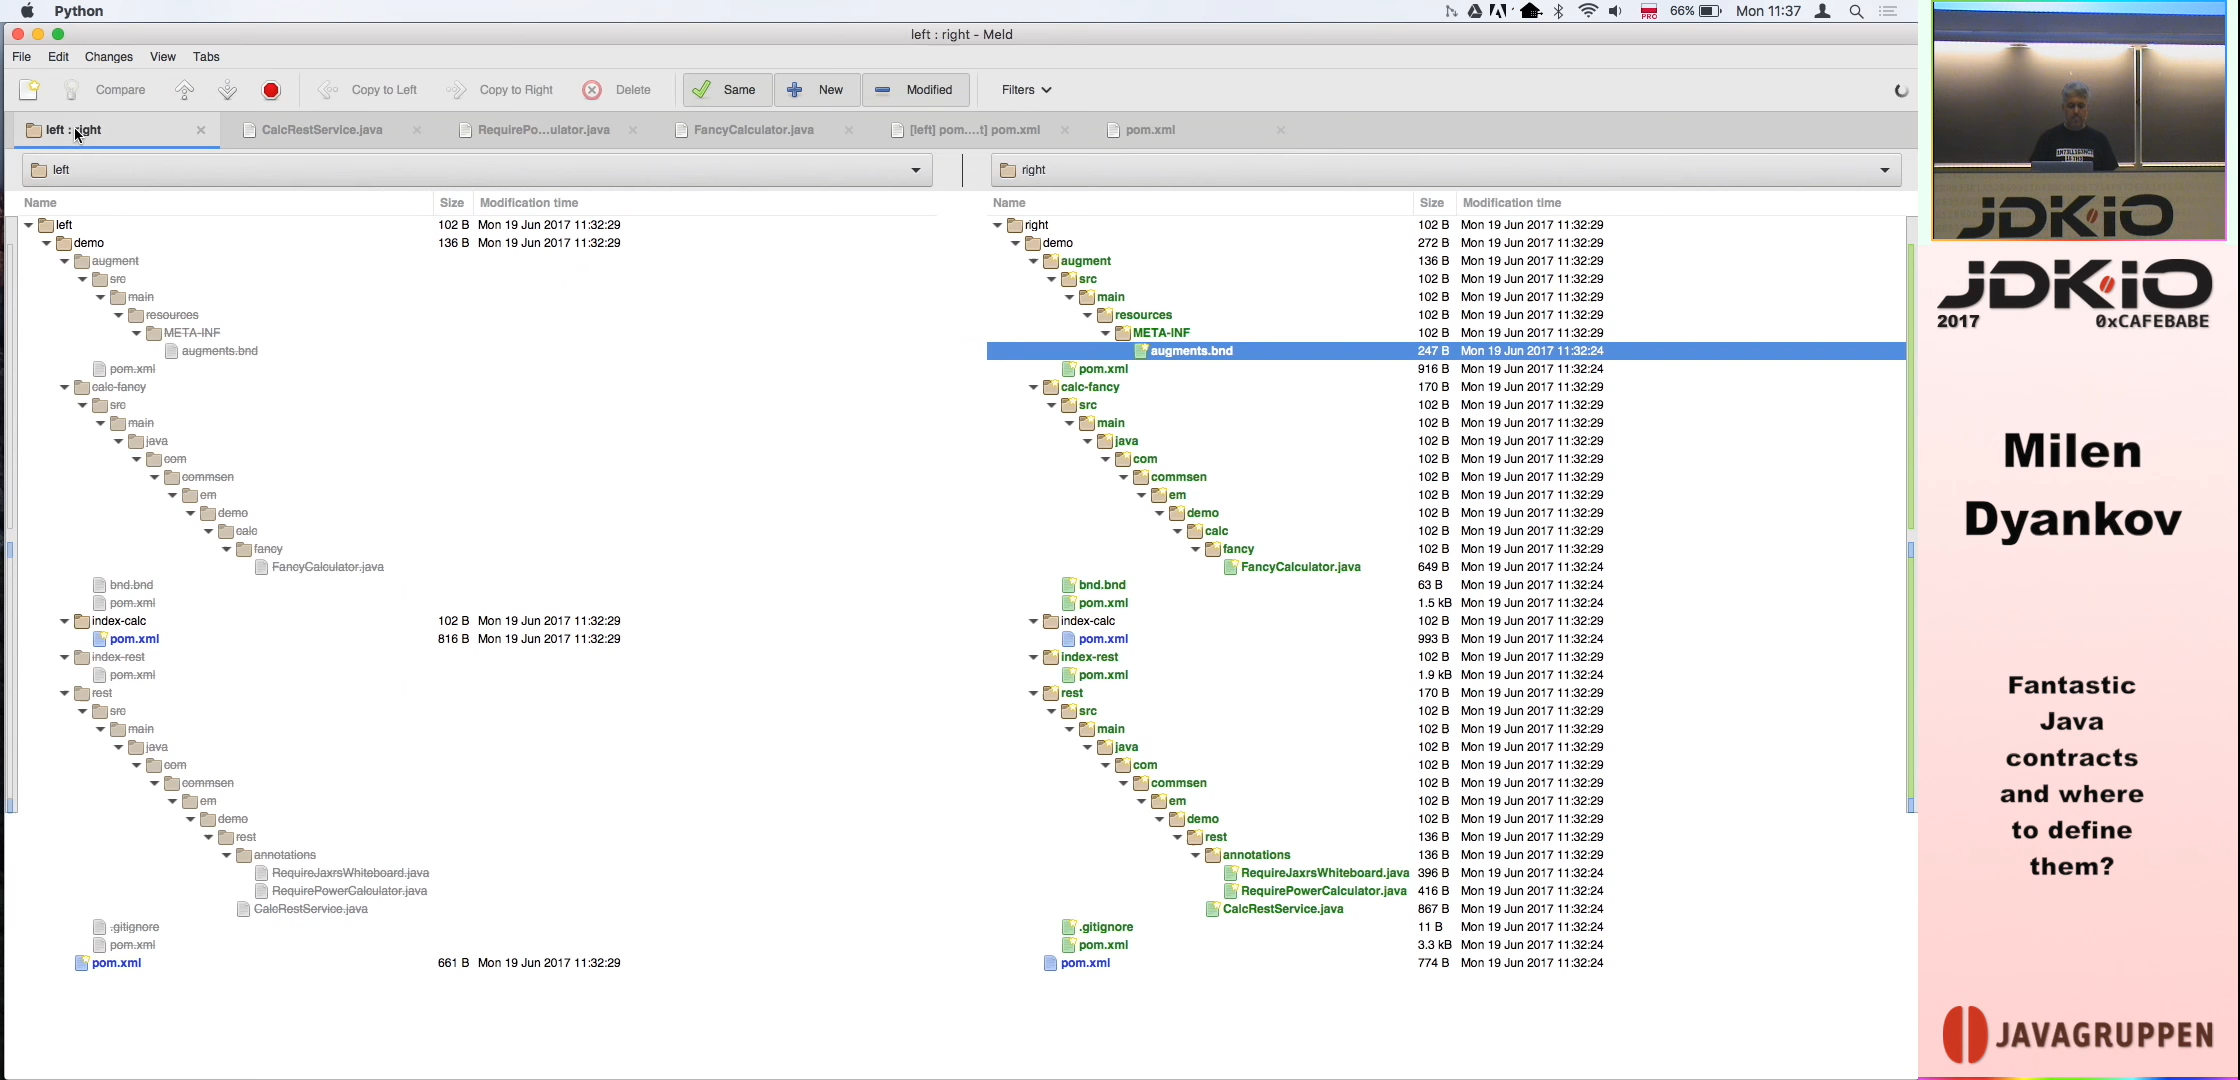 Python
PRO
66%
Mon 11:37
left : right - Meld
File Edit Changes View Tabs
Compare Copy to Left Copy to Right Delete Same New Modified Filters
left : right CalcRestService.java RequirePo...ulator.java FancyCalculator.java [left] pom....t] pom.xml pom.xml
left right
Name Size Modification time Name Size Modification time
left 102 B Mon 19 Jun 2017 11:32:29 right 102 B Mon 19 Jun 2017 11:32:29
demo 136 B Mon 19 Jun 2017 11:32:29 demo 272 B Mon 19 Jun 2017 11:32:29
augment augment 136 B Mon 19 Jun 2017 11:32:29
src src 102 B Mon 19 Jun 2017 11:32:29
main main 102 B Mon 19 Jun 2017 11:32:29
resources resources 102 B Mon 19 Jun 2017 11:32:29
META-INF META-INF 102 B Mon 19 Jun 2017 11:32:29
augments.bnd augments.bnd 247 B Mon 19 Jun 2017 11:32:24
pom.xml pom.xml 916 B Mon 19 Jun 2017 11:32:24
calc-fancy calc-fancy 170 B Mon 19 Jun 2017 11:32:29
src src 102 B Mon 19 Jun 2017 11:32:29
main main 102 B Mon 19 Jun 2017 11:32:29
java java 102 B Mon 19 Jun 2017 11:32:29
com com 102 B Mon 19 Jun 2017 11:32:29
commsen commsen 102 B Mon 19 Jun 2017 11:32:29
em em 102 B Mon 19 Jun 2017 11:32:29
demo demo 102 B Mon 19 Jun 2017 11:32:29
calc calc 102 B Mon 19 Jun 2017 11:32:29
fancy fancy 102 B Mon 19 Jun 2017 11:32:29
FancyCalculator.java FancyCalculator.java 649 B Mon 19 Jun 2017 11:32:24
bnd.bnd bnd.bnd 63 B Mon 19 Jun 2017 11:32:24
pom.xml pom.xml 1.5 kB Mon 19 Jun 2017 11:32:24
index-calc 102 B Mon 19 Jun 2017 11:32:29 index-calc 102 B Mon 19 Jun 2017 11:32:29
pom.xml 816 B Mon 19 Jun 2017 11:32:29 pom.xml 993 B Mon 19 Jun 2017 11:32:24
index-rest index-rest 102 B Mon 19 Jun 2017 11:32:29
pom.xml pom.xml 1.9 kB Mon 19 Jun 2017 11:32:24
rest rest 170 B Mon 19 Jun 2017 11:32:29
src src 102 B Mon 19 Jun 2017 11:32:29
main main 102 B Mon 19 Jun 2017 11:32:29
java java 102 B Mon 19 Jun 2017 11:32:29
com com 102 B Mon 19 Jun 2017 11:32:29
commsen commsen 102 B Mon 19 Jun 2017 11:32:29
em em 102 B Mon 19 Jun 2017 11:32:29
demo demo 102 B Mon 19 Jun 2017 11:32:29
rest rest 136 B Mon 19 Jun 2017 11:32:29
annotations annotations 136 B Mon 19 Jun 2017 11:32:29
RequireJaxrsWhiteboard.java RequireJaxrsWhiteboard.java 396 B Mon 19 Jun 2017 11:32:24
RequirePowerCalculator.java RequirePowerCalculator.java 416 B Mon 19 Jun 2017 11:32:24
CalcRestService.java CalcRestService.java 867 B Mon 19 Jun 2017 11:32:24
.gitignore .gitignore 11 B Mon 19 Jun 2017 11:32:24
pom.xml pom.xml 3.3 kB Mon 19 Jun 2017 11:32:24
pom.xml 661 B Mon 19 Jun 2017 11:32:29 pom.xml 774 B Mon 19 Jun 2017 11:32:24
JDK.iO
JDK.iO
2017 0xCAFEBABE
Milen
Dyankov
Fantastic
Java
contracts
and where
to define
them?
JAVAGRUPPEN